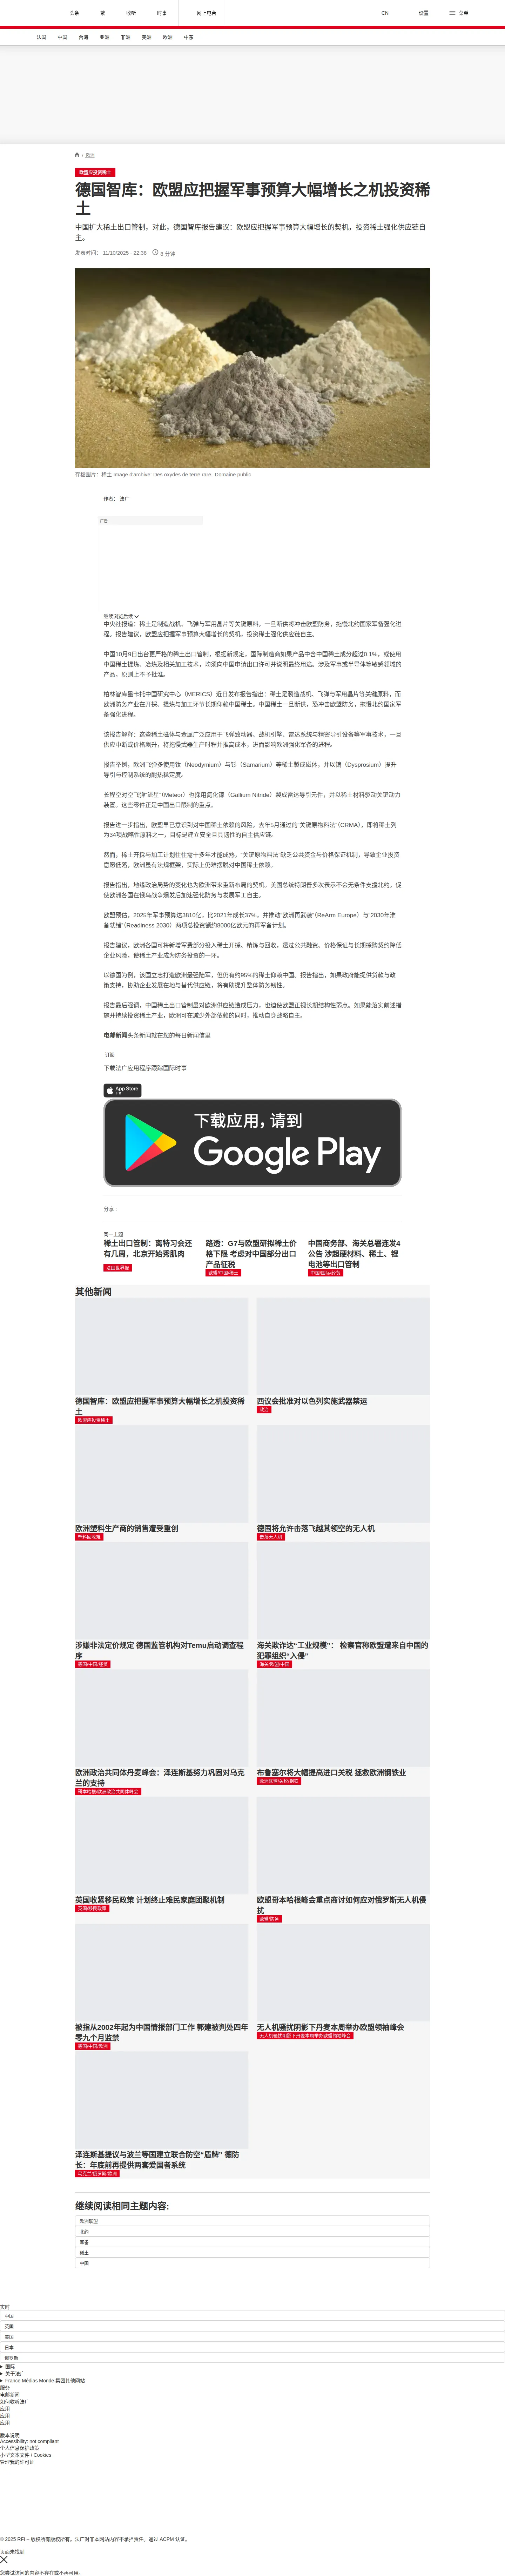 头条
繁
收听
时事
网上电台
CN
设置
菜单
法国
中国
台海
亚洲
非洲
美洲
欧洲
中东
/ 欧洲
欧盟应投资稀土
德国智库：欧盟应把握军事预算大幅增长之机投资稀
土
中国扩大稀土出口管制，对此，德国智库报告建议：欧盟应把握军事预算大幅增长的契机，投资稀土强化供应链自
主。
发表时间： 11/10/2025 - 22:38 8 分钟
存档图片：稀土 Image d'archive: Des oxydes de terre rare. Domaine public
作者： 法广
广告
继续浏览后续
中央社报道：稀土是制造战机、飞弹与军用晶片等关键原料，一旦断供将冲击欧盟防务，拖慢北约国家军备强化进
程。报告建议，欧盟应把握军事预算大幅增长的契机，投资稀土强化供应链自主。
中国10月9日出台更严格的稀土出口管制，根据新规定，国际制造商如果产品中含中国稀土成分超过0.1%，或使用
中国稀土提炼、冶炼及相关加工技术，均须向中国申请出口许可并说明最终用途。涉及军事或半导体等敏感领域的
产品，原则上不予批准。
柏林智库墨卡托中国研究中心（MERICS）近日发布报告指出：稀土是製造战机、飞弹与军用晶片等关键原料，而
欧洲防务产业在开採、提炼与加工环节长期仰赖中国稀土。中国稀土一旦断供，恐冲击欧盟防务，拖慢北约国家军
备强化进程。
该报告解释：这些稀土磁体与金属广泛应用于飞弹致动器、战机引擎、雷达系统与精密导引设备等军事技术，一旦
供应中断或价格飙升，将拖慢武器生产时程并推高成本，进而影响欧洲强化军备的进程。
报告举例，欧洲飞弹多使用钕（Neodymium）与钐（Samarium）等稀土製成磁体，并以镝（Dysprosium）提升
导引与控制系统的耐热稳定度。
长程空对空飞弹“流星”（Meteor）也採用氮化镓（Gallium Nitride）製成雷达导引元件，并以稀土材料驱动关键动力
装置。这些零件正是中国出口限制的重点。
报告进一步指出，欧盟早已意识到对中国稀土依赖的风险，去年5月通过的“关键原物料法”（CRMA），即将稀土列
为34项战略性原料之一，目标是建立安全且具韧性的自主供应链。
然而，稀土开採与加工计划往往需十多年才能成熟，“关键原物料法”缺乏公共资金与价格保证机制，导致企业投资
意愿低落，欧洲虽有法规框架，实际上仍难摆脱对中国稀土依赖。
报告指出，地缘政治局势的变化也为欧洲带来重新布局的契机。美国总统特朗普多次表示不会无条件支援北约，促
使欧洲各国在俄乌战争爆发后加速强化防务与发展军工自主。
欧盟预估，2025年军事预算达3810亿，比2021年成长37%，并推动“欧洲再武装”（ReArm Europe）与“2030年准
备就绪”（Readiness 2030）两项总投资额约8000亿欧元的再军备计划。
报告建议，欧洲各国可将新增军费部分投入稀土开採、精炼与回收，透过公共融资、价格保证与长期採购契约降低
企业风险，使稀土产业成为防务投资的一环。
以德国为例，该国立志打造欧洲最强陆军，但仍有约95%的稀土仰赖中国。报告指出，如果政府能提供贷款与政
策支持，协助企业发展在地与替代供应链，将有助提升整体防务韧性。
报告最后强调，中国稀土出口管制虽对欧洲供应链造成压力，也迫使欧盟正视长期结构性弱点。如果能落实前述措
施并持续投资稀土产业，欧洲可在减少外部依赖的同时，推动自身战略自主。
电邮新闻头条新闻就在您的每日新闻信里
订阅
下载法广应用程序跟踪国际时事
App Store
下载
下载应用，请到
Google Play
分享 :
同一主题
稀土出口管制：离特习会还
有几周，北京开始秀肌肉
法国世界报
路透：G7与欧盟研拟稀土价
格下限 考虑对中国部分出口
产品征税
欧盟/中国/稀土
中国商务部、海关总署连发4
公告 涉超硬材料、稀土、锂
电池等出口管制
中国/国际/经贸
其他新闻
德国智库：欧盟应把握军事预算大幅增长之机投资稀
土
欧盟应投资稀土
西议会批准对以色列实施武器禁运
政治
欧洲塑料生产商的销售遭受重创
塑料回收难
德国将允许击落飞越其领空的无人机
击落无人机
涉嫌非法定价规定 德国监管机构对Temu启动调查程
序
德国/中国/经贸
海关欺诈达“工业规模”： 检察官称欧盟遭来自中国的
犯罪组织“入侵”
海关/欧盟/中国
欧洲政治共同体丹麦峰会：泽连斯基努力巩固对乌克
兰的支持
哥本哈根/欧洲政治共同体峰会
布鲁塞尔将大幅提高进口关税 拯救欧洲钢铁业
欧洲联盟/关税/钢铁
英国收紧移民政策 计划终止难民家庭团聚机制
英国/移民政策
欧盟哥本哈根峰会重点商讨如何应对俄罗斯无人机侵
扰
欧盟/防务
被指从2002年起为中国情报部门工作 郭建被判处四年
零九个月监禁
德国/中国/欧洲
无人机骚扰阴影下丹麦本周举办欧盟领袖峰会
无人机骚扰阴影下丹麦本周举办欧盟领袖峰会
泽连斯基提议与波兰等国建立联合防空“盾牌” 德防
长：年底前再提供两套爱国者系统
乌克兰/俄罗斯/欧洲
继续阅读相同主题内容:
欧洲联盟
北约
军备
稀土
中国
实时
中国
英国
美国
日本
俄罗斯
国际
关于法广
France Médias Monde 集团其他网站
服务
电邮新闻
如何收听法广
应用
应用
应用
版本说明
Accessibility: not compliant
个人信息保护政策
小型文本文件 / Cookies
管理我的许可证
© 2025 RFI – 版权所有版权所有。法广对非本网站内容不承担责任。通过 ACPM 认证。
页面未找到
您尝试访问的内容不存在或不再可用。